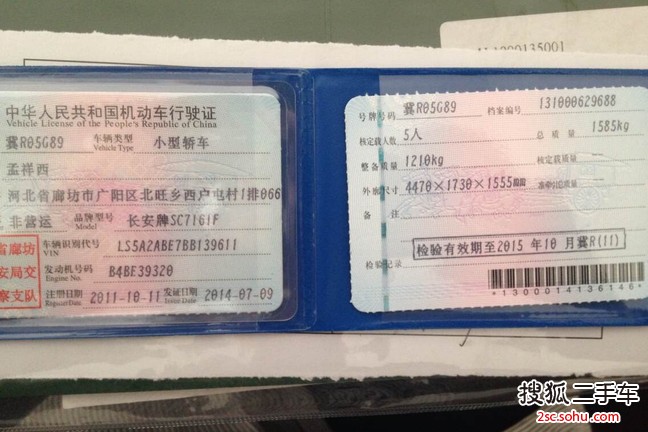 中华人民共和国机动车行驶证
Vehicle License of the People's Republic of China
冀R05G89 车辆类型 Vehicle Type 小型轿车
孟祥西
河北省廊坊市广阳区北旺乡西户屯村1排066
非营运 品牌型号 Model 长安牌SC7161F
省廊坊
安局交
察支队
车辆识别代号 VIN LS5A2ABE7BB139611
发动机号码 Engine No. B4BE39320
注册日期 Register Date 2011-10-11 发证日期 Issue Date 2014-07-09
号牌号码 冀R05G89 档案编号 131000629688
核定载人数 5人 总质量 1585kg
整备质量 1210kg 核定载质量
外廓尺寸 4470×1730×1555mm 准牵引总质量
备注
检验记录 检验有效期至2015年10月冀R(11)
*1300014136146*
搜狐二手车
2sc.sohu.com